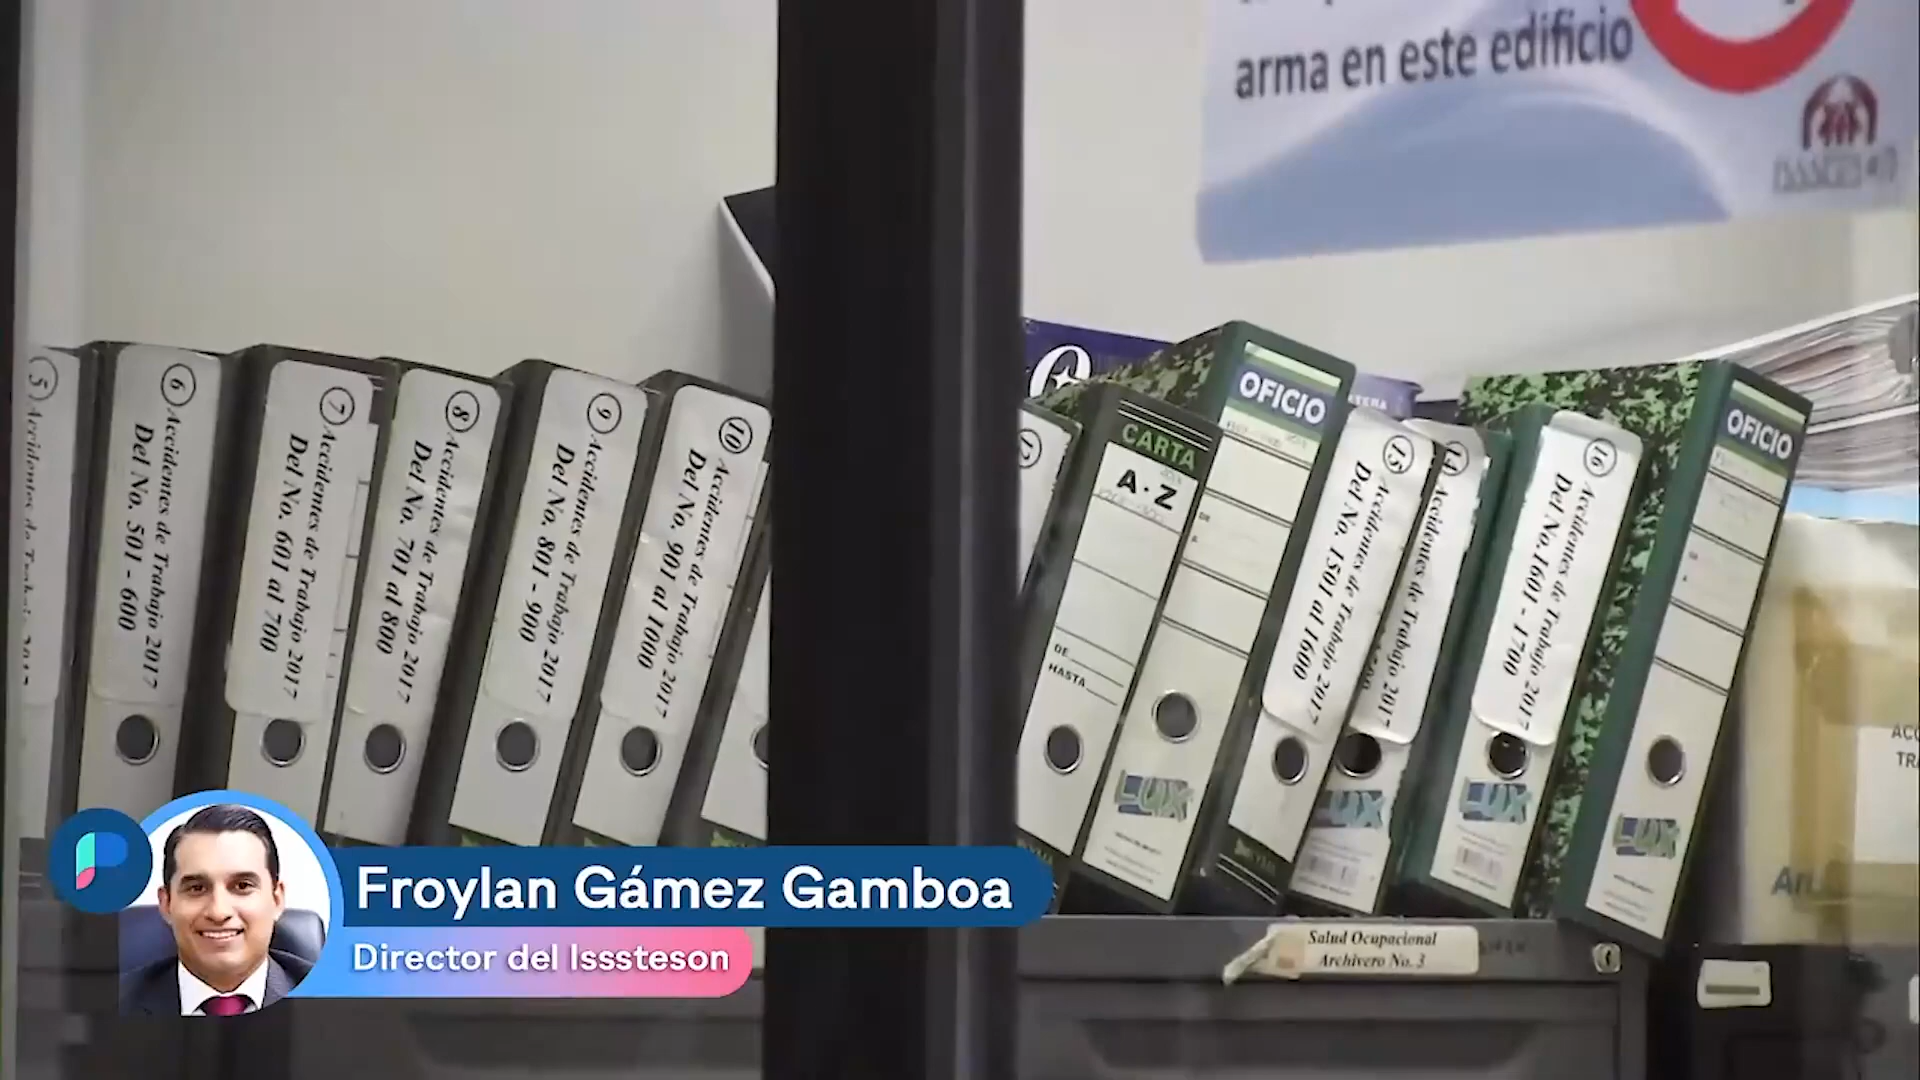 arma en este edificio
ISSSTESON
5 Accidentes de Trabajo 2017
6 Accidentes de Trabajo 2017
Del No. 501 - 600
7 Accidentes de Trabajo 2017
Del No. 601 al 700
8 Accidentes de Trabajo 2017
Del No. 701 al 800
9 Accidentes de Trabajo 2017
Del No. 801 - 900
10 Accidentes de Trabajo 2017
Del No. 901 al 1000
CARTA
A·Z
DE
HASTA
OFICIO
DE
A
LUX
15 Accidentes de Trabajo 2017
Del No. 1501 al 1600
14 Accidentes de Trabajo 2017
LUX
16 Accidentes de Trabajo 2017
Del No.1601 - 1700
LUX
OFICIO
LUX
Salud Ocupacional
Archivero No. 3
Froylan Gámez Gamboa
Director del Isssteson